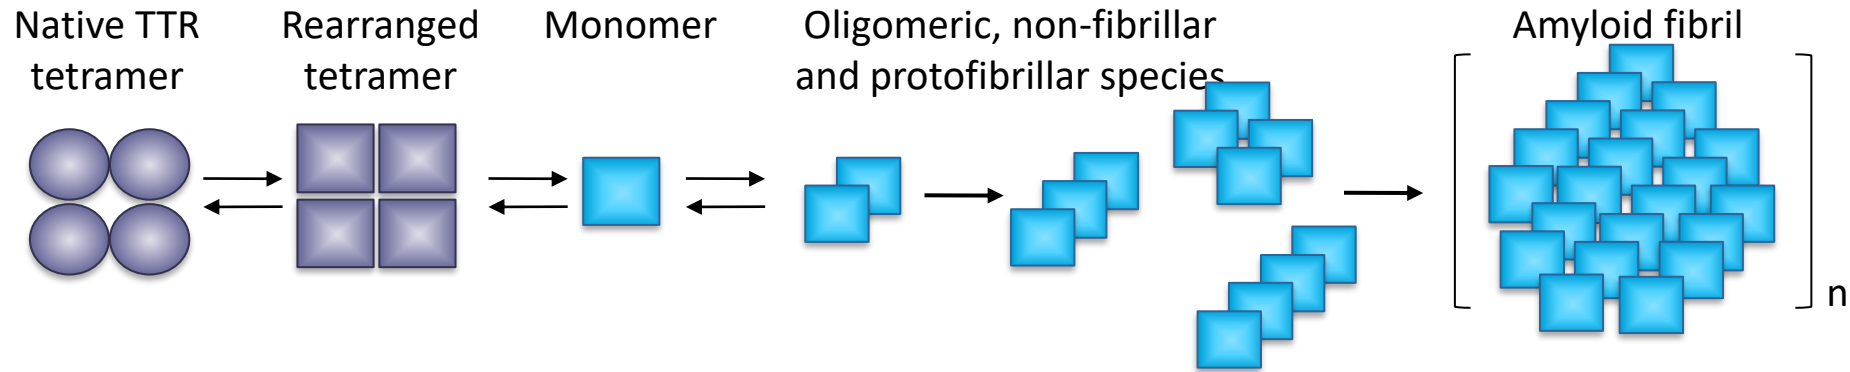 Native TTR
tetramer
Rearranged
tetramer
Monomer
Oligomeric, non-fibrillar
and protofibrillar species
Amyloid fibril
n